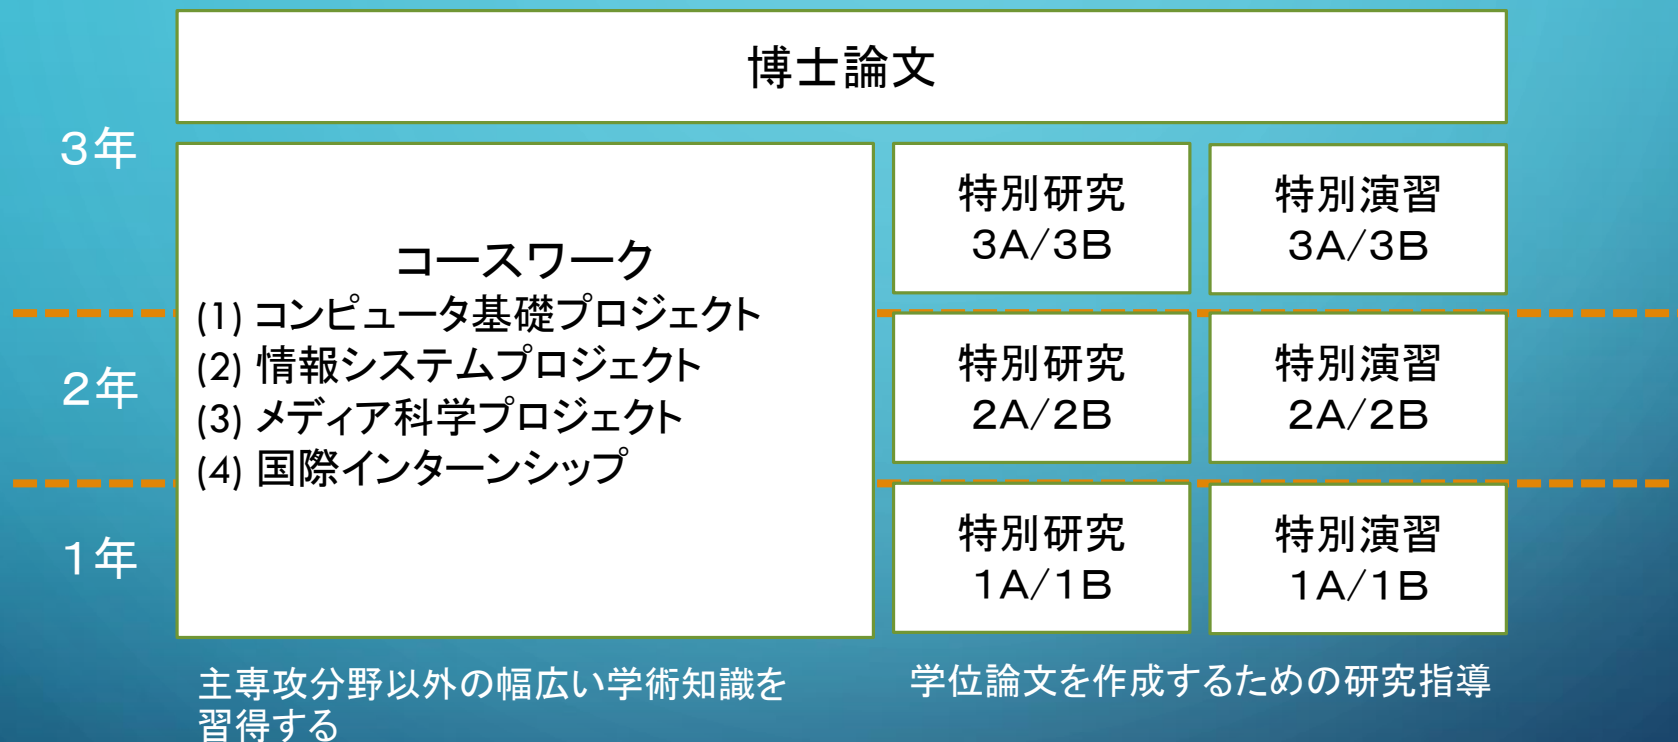 博士論文
3年
コースワーク
(1) コンピュータ基礎プロジェクト
(2) 情報システムプロジェクト
(3) メディア科学プロジェクト
(4) 国際インターンシップ
特別研究
3A/3B
特別演習
3A/3B
2年
特別研究
2A/2B
特別演習
2A/2B
1年
特別研究
1A/1B
特別演習
1A/1B
主専攻分野以外の幅広い学術知識を
習得する
学位論文を作成するための研究指導